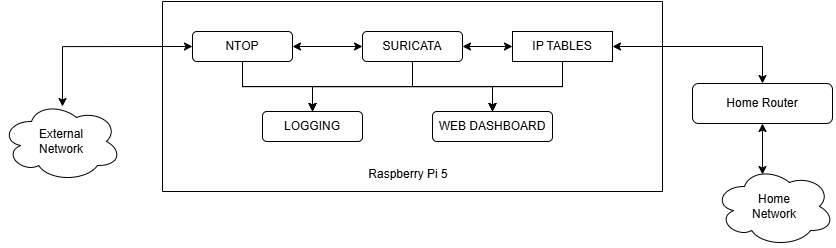 NTOP
SURICATA
IP TABLES
LOGGING
WEB DASHBOARD
Raspberry Pi 5
External
Network
Home Router
Home
Network